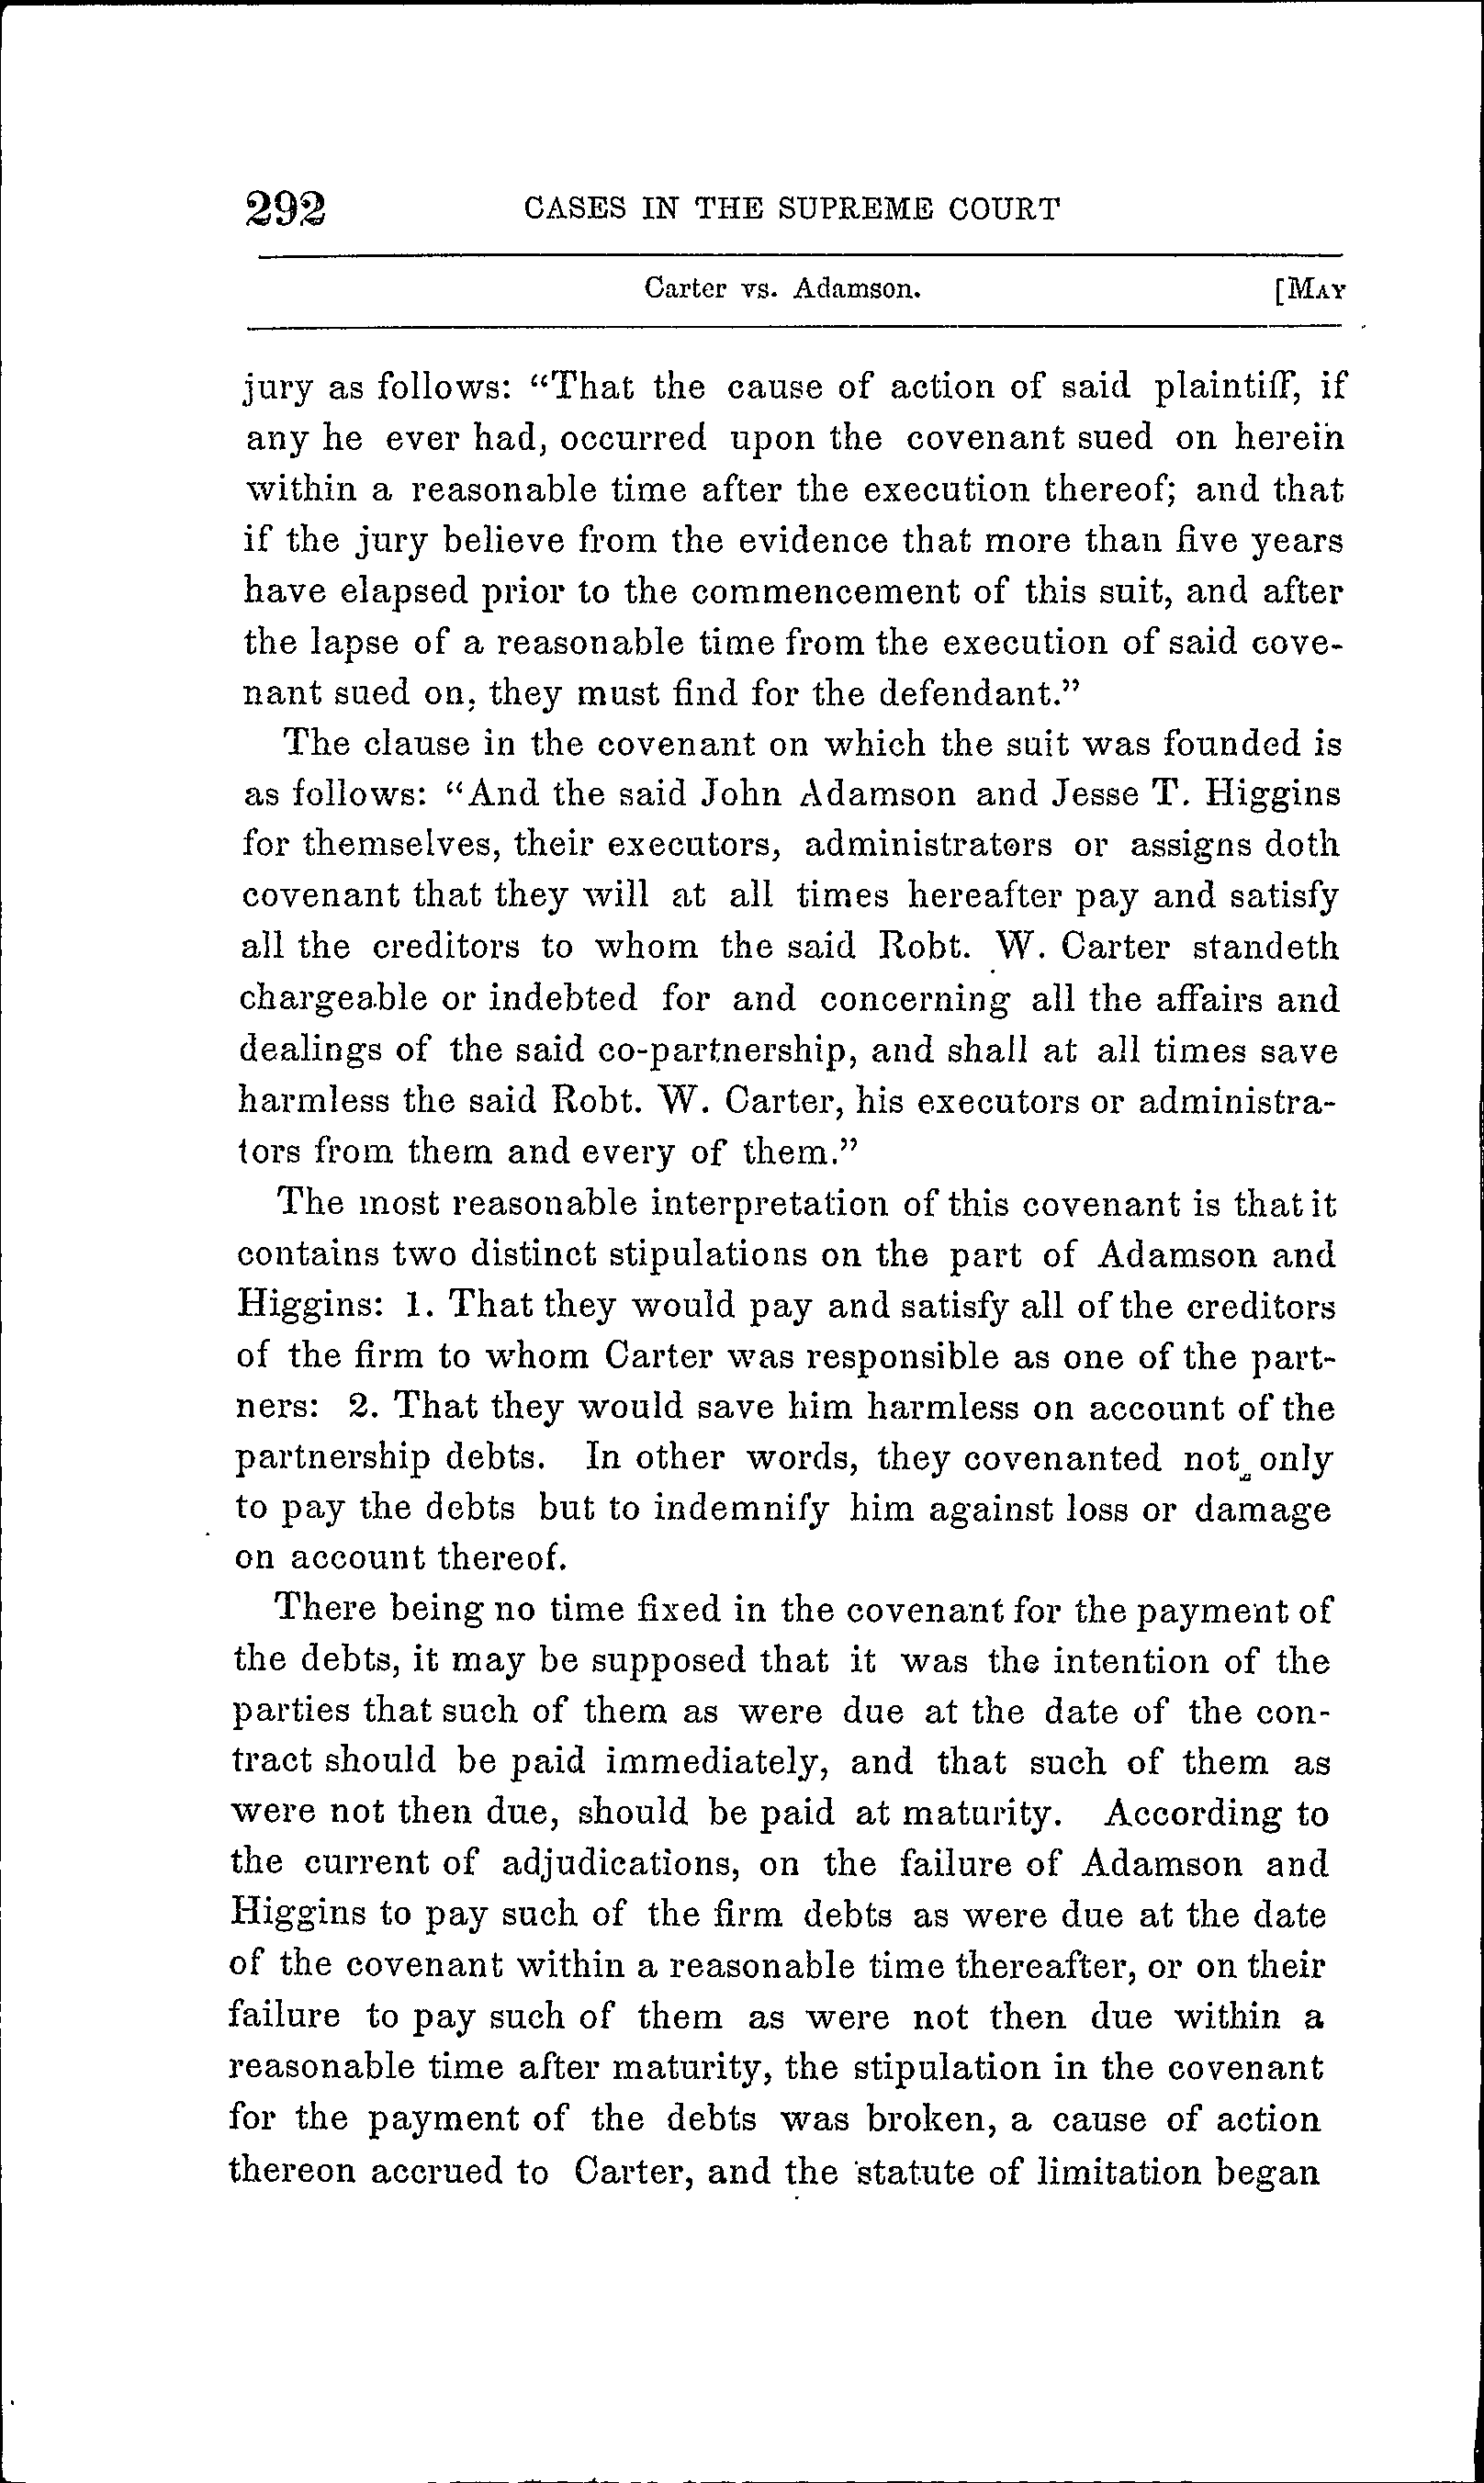 292 CASES IN THE SUPREME COURT
Carter vs. Adamson. [MAY
jury as follows: "That the cause of action of said plaintiff, if
any he ever had, occurred upon the covenant sued on herein
within a reasonable time after the execution thereof; and that
if the jury believe from the evidence that more than five years
have elapsed prior to the commencement of this suit, and after
the lapse of a reasonable time from the execution of said cove-
nant sued on, they must find for the defendant."
The clause in the covenant on which the suit was founded is
as follows: "And the said John Adamson and Jesse T. Higgins
for themselves, their executors, administrators or assigns doth
covenant that they will at all times hereafter pay and satisfy
all the creditors to whom the said Robt. W. Carter standeth
chargeable or indebted for and concerning all the affairs and
dealings of the said co-partnership, and shall at all times save
harmless the said Robt. W. Carter, his executors or administra-
tors from them and every of them."
The most reasonable interpretation of this covenant is that it
contains two distinct stipulations on the part of Adamson and
Higgins: 1. That they would pay and satisfy all of the creditors
of the firm to whom Carter was responsible as one of the part-
ners: 2. That they would save him harmless on account of the
partnership debts. In other words, they covenanted not only
to pay the debts but to indemnify him against loss or damage
on account thereof.
There being no time fixed in the covenant for the payment of
the debts, it may be supposed that it was the intention of the
parties that such of them as were due at the date of the con-
tract should be paid immediately, and that such of them as
were not then due, should be paid at maturity. According to
the current of adjudications, on the failure of Adamson and
Higgins to pay such of the firm debts as were due at the date
of the covenant within a reasonable time thereafter, or on their
failure to pay such of them as were not then due within a
reasonable time after maturity, the stipulation in the covenant
for the payment of the debts was broken, a cause of action
thereon accrued to Carter, and the statute of limitation began